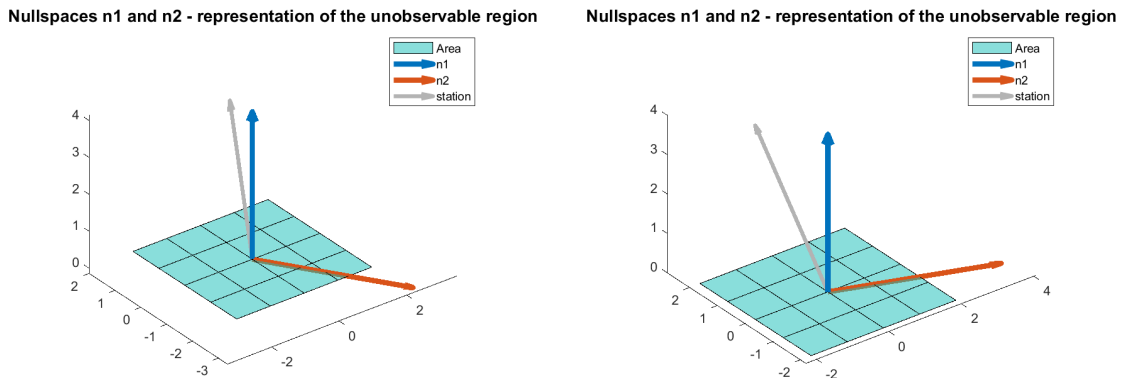 Nullspaces n1 and n2 - representation of the unobservable region
Area
n1
n2
station
4
3
2
1
0
2
1
0
-1
-2
-3
-2
0
2
Nullspaces n1 and n2 - representation of the unobservable region
Area
n1
n2
station
4
3
2
1
0
2
1
0
-1
-2
-2
0
2
4